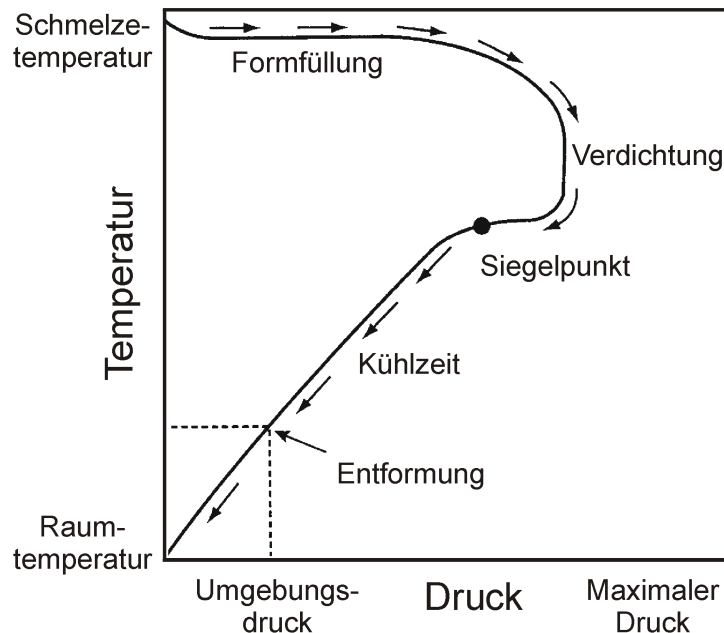 Schmelze-
temperatur
Formfüllung
Verdichtung
Siegelpunkt
Temperatur
Kühlzeit
Entformung
Raum-
temperatur
Umgebungs-
druck
Druck
Maximaler
Druck